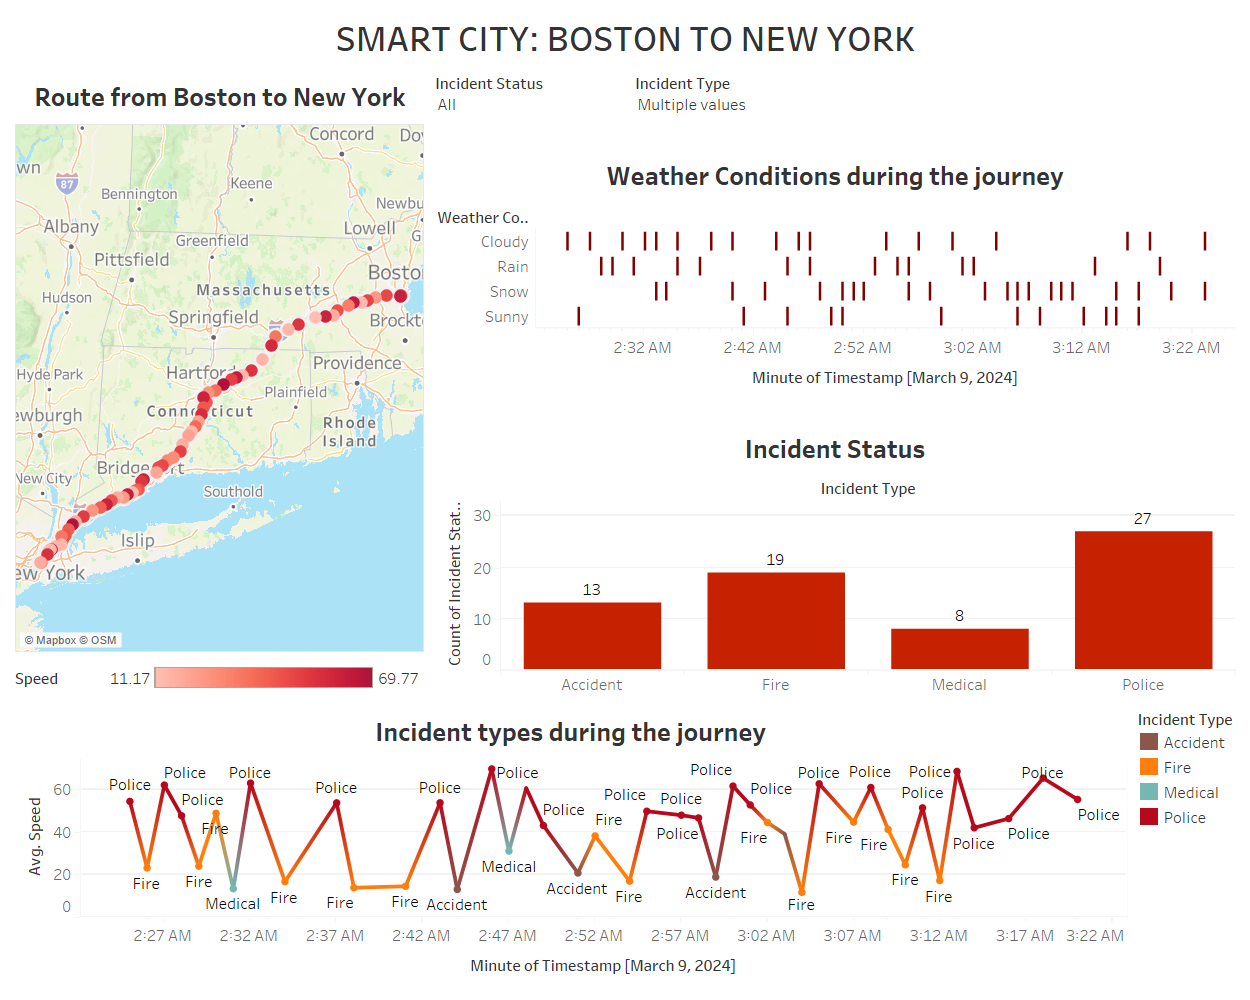 SMART CITY: BOSTON TO NEW YORK
Route from Boston to New York
Incident Status
All
Incident Type
Multiple values
Concord
Do
wn
87
Keene
Bennington
Newbu
Albany
Lowell
G
Greenfield
Pittsfield
Bosto
Hudson
Massachusetts
Springfield
Brockt
Hyde Park
Hartford
Providence
Plainfield
ewburgh
Connecticut
Rhode
Island
Bridge rt
New City
Southold
Islip
ew York
© Mapbox © OSM
Speed
11.17
69.77
Weather Conditions during the journey
Weather Co..
Cloudy
Rain
Snow
Sunny
2:32 AM 2:42 AM 2:52 AM 3:02 AM 3:12 AM 3:22 AM
Minute of Timestamp [March 9, 2024]
Incident Status
Incident Type
Count of Incident Stat..
30
20
10
0
13
19
8
27
Accident Fire Medical Police
Incident types during the journey
Avg. Speed
60
40
20
0
Police
Fire
Police
Police
Fire
Fire
Medical
Police
Fire
Police
Fire
Fire
Police
Accident
Police
Medical
Police
Accident
Fire
Fire
Police
Police
Police
Accident
Police
Police
Fire
Fire
Police
Fire
Police
Fire
Fire
Police
Fire
Police
Police
Police
Police
Police
2:27 AM 2:32 AM 2:37 AM 2:42 AM 2:47 AM 2:52 AM 2:57 AM 3:02 AM 3:07 AM 3:12 AM 3:17 AM 3:22 AM
Minute of Timestamp [March 9, 2024]
Incident Type
Accident
Fire
Medical
Police